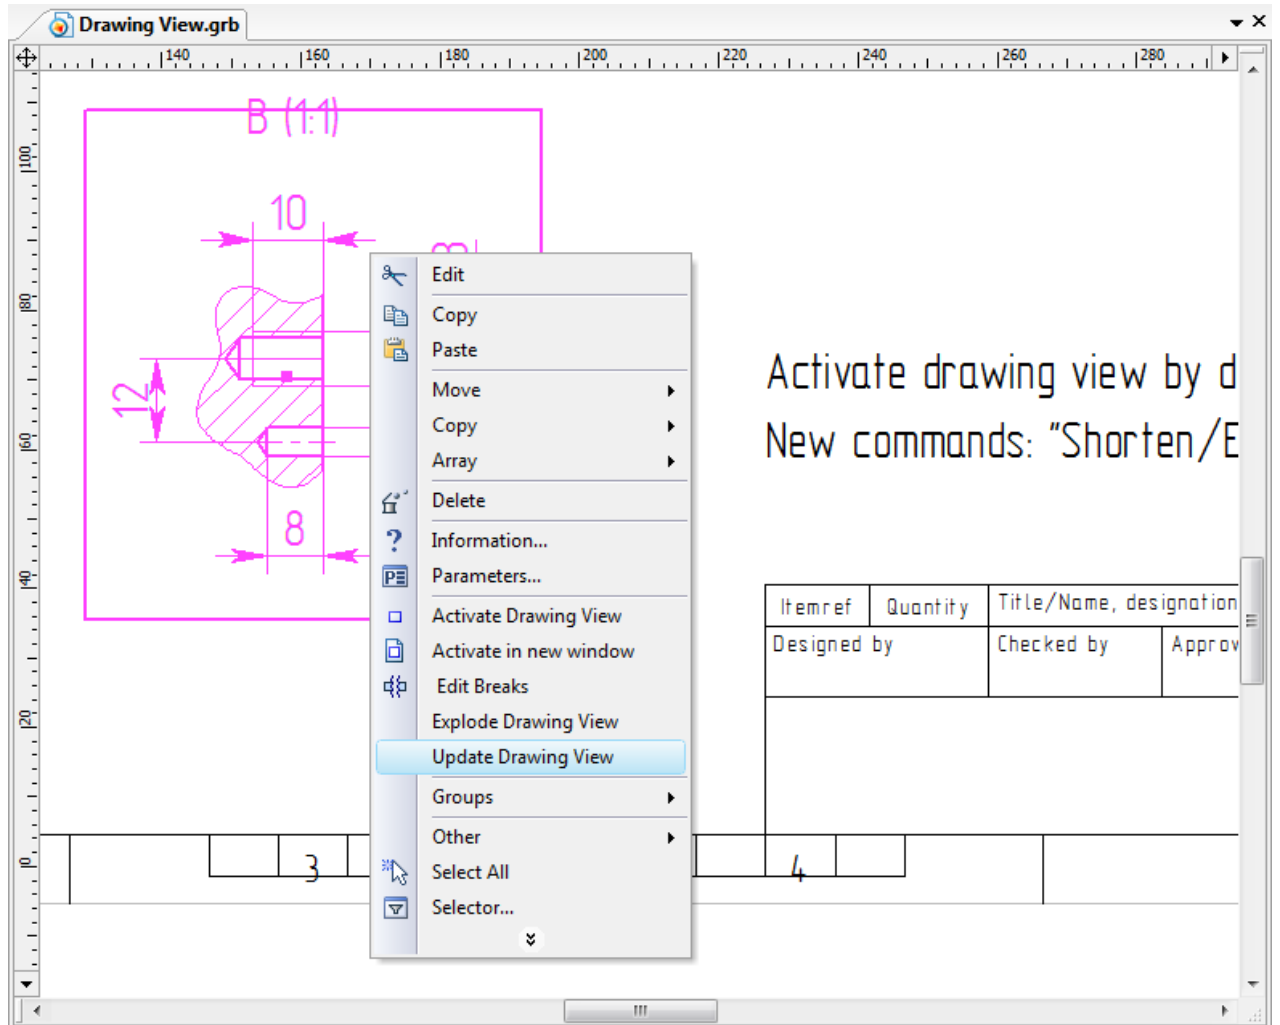 Drawing View.grb
140 160 180 200 220 240 260 280
B (1:1)
100
10
80
12
60
8
40
20
0
Edit
Copy
Paste
Move
Copy
Array
Delete
Information...
Parameters...
Activate Drawing View
Activate in new window
Edit Breaks
Explode Drawing View
Update Drawing View
Groups
Other
Select All
Selector...
Activate drawing view by d
New commands: "Shorten/E
Itemref Quantity Title/Name, designation
Designed by Checked by Approv
3 4